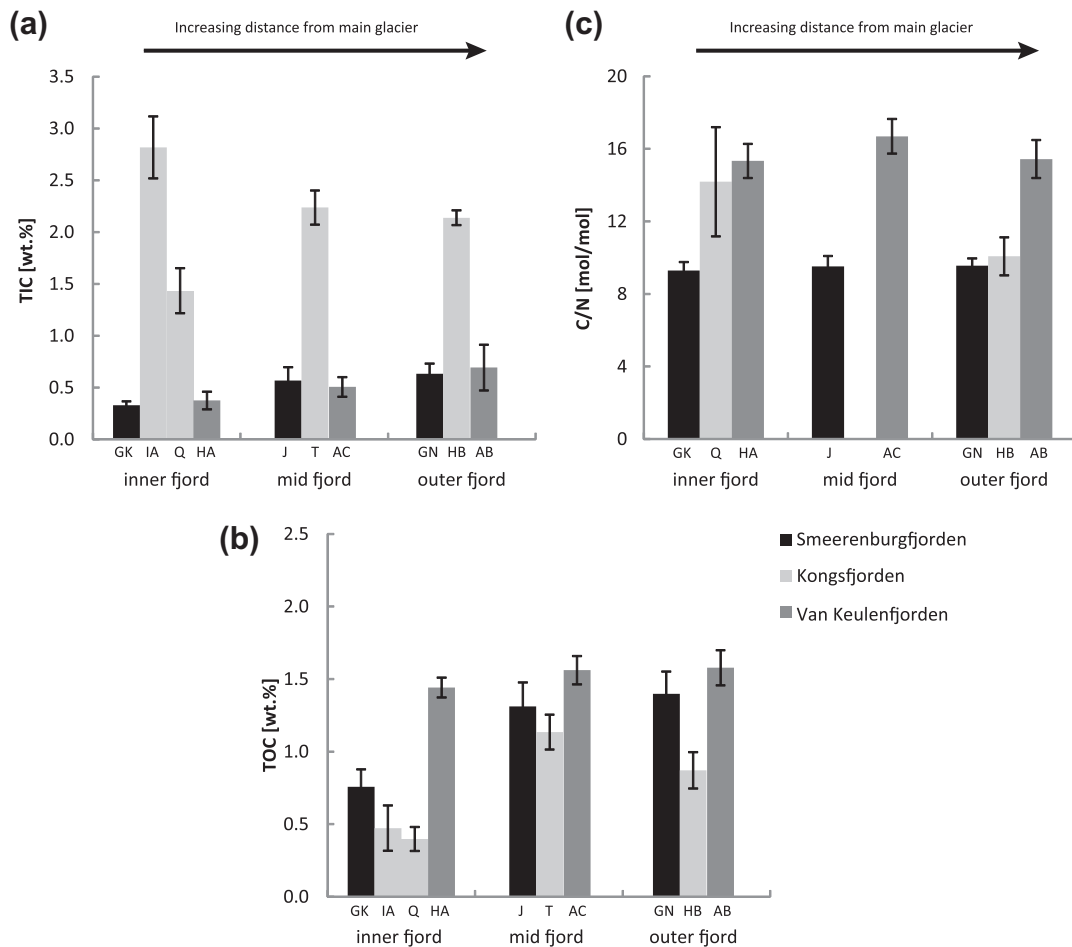 (a)
Increasing distance from main glacier
TIC [wt.%]
3.5
3.0
2.5
2.0
1.5
1.0
0.5
0.0
GK IA Q HA J T AC GN HB AB
inner fjord mid fjord outer fjord
(c)
Increasing distance from main glacier
C/N [mol/mol]
20
16
12
8
4
0
GK Q HA J AC GN HB AB
inner fjord mid fjord outer fjord
(b)
TOC [wt.%]
2.5
2.0
1.5
1.0
0.5
0.0
GK IA Q HA J T AC GN HB AB
inner fjord mid fjord outer fjord
Smeerenburgfjorden
Kongsfjorden
Van Keulenfjorden